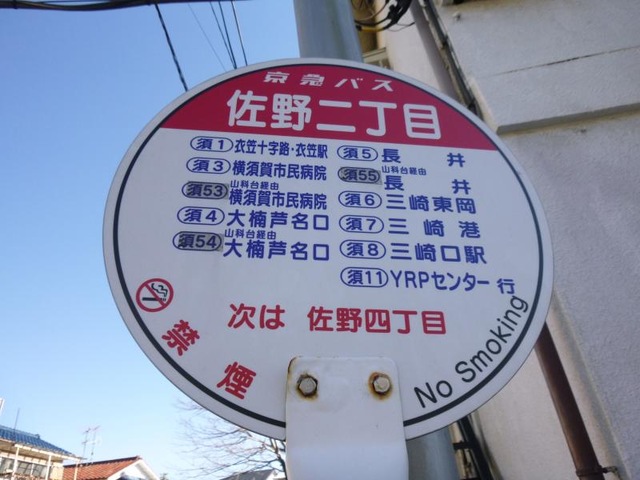 京急バス
佐野二丁目
須1 衣笠十字路・衣笠駅
須3 横須賀市民病院
山科台経由
須53 横須賀市民病院
須4 大楠芦名口
山科台経由
須54 大楠芦名口
須5 長井
山科台経由
須55 長井
須6 三崎東岡
須7 三崎港
須8 三崎口駅
須11 YRPセンター 行
次は 佐野四丁目
禁煙
No Smoking